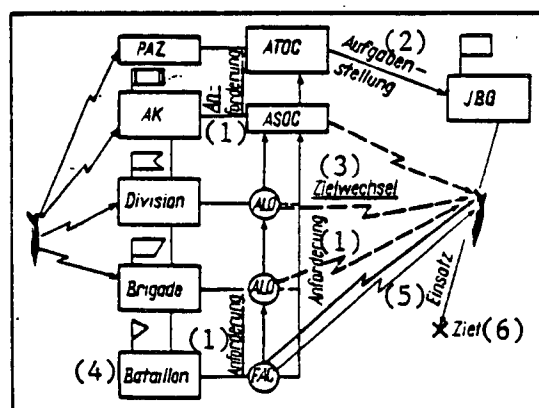 PAZ
ATOC
(2)
Aufgaben-
stellung
JBG
An-
forderung
AK
(1)
ASOC
(3)
Zielwechsel
Division
ALO
Anforderung
(1)
Brigade
ALO
(5)
Einsatz
(1)
Anforderung
(4)
Bataillon
FAC
Ziel
(6)